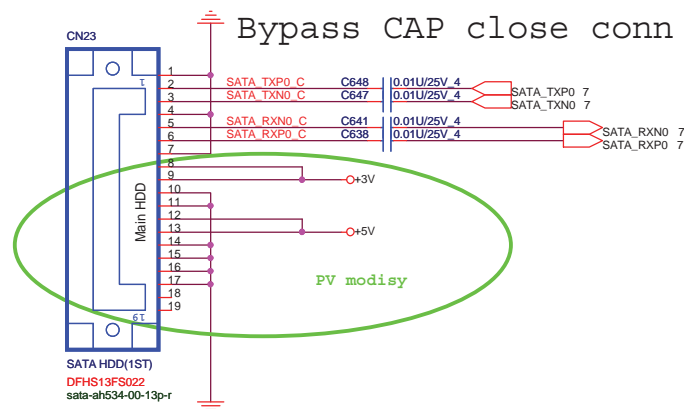 Bypass CAP close conn
CN23
1
1
2 SATA_TXP0_C C648 0.01U/25V_4 SATA_TXP0 7
3 SATA_TXN0_C C647 0.01U/25V_4 SATA_TXN0 7
4
5 SATA_RXN0_C C641 0.01U/25V_4 SATA_RXN0 7
6 SATA_RXP0_C C638 0.01U/25V_4 SATA_RXP0 7
7
8
9 +3V
10
11
12
13 +5V
14
15
16
17
18
19
19
Main HDD
PV modisy
SATA HDD(1ST)
DFHS13FS022
sata-ah534-00-13p-r